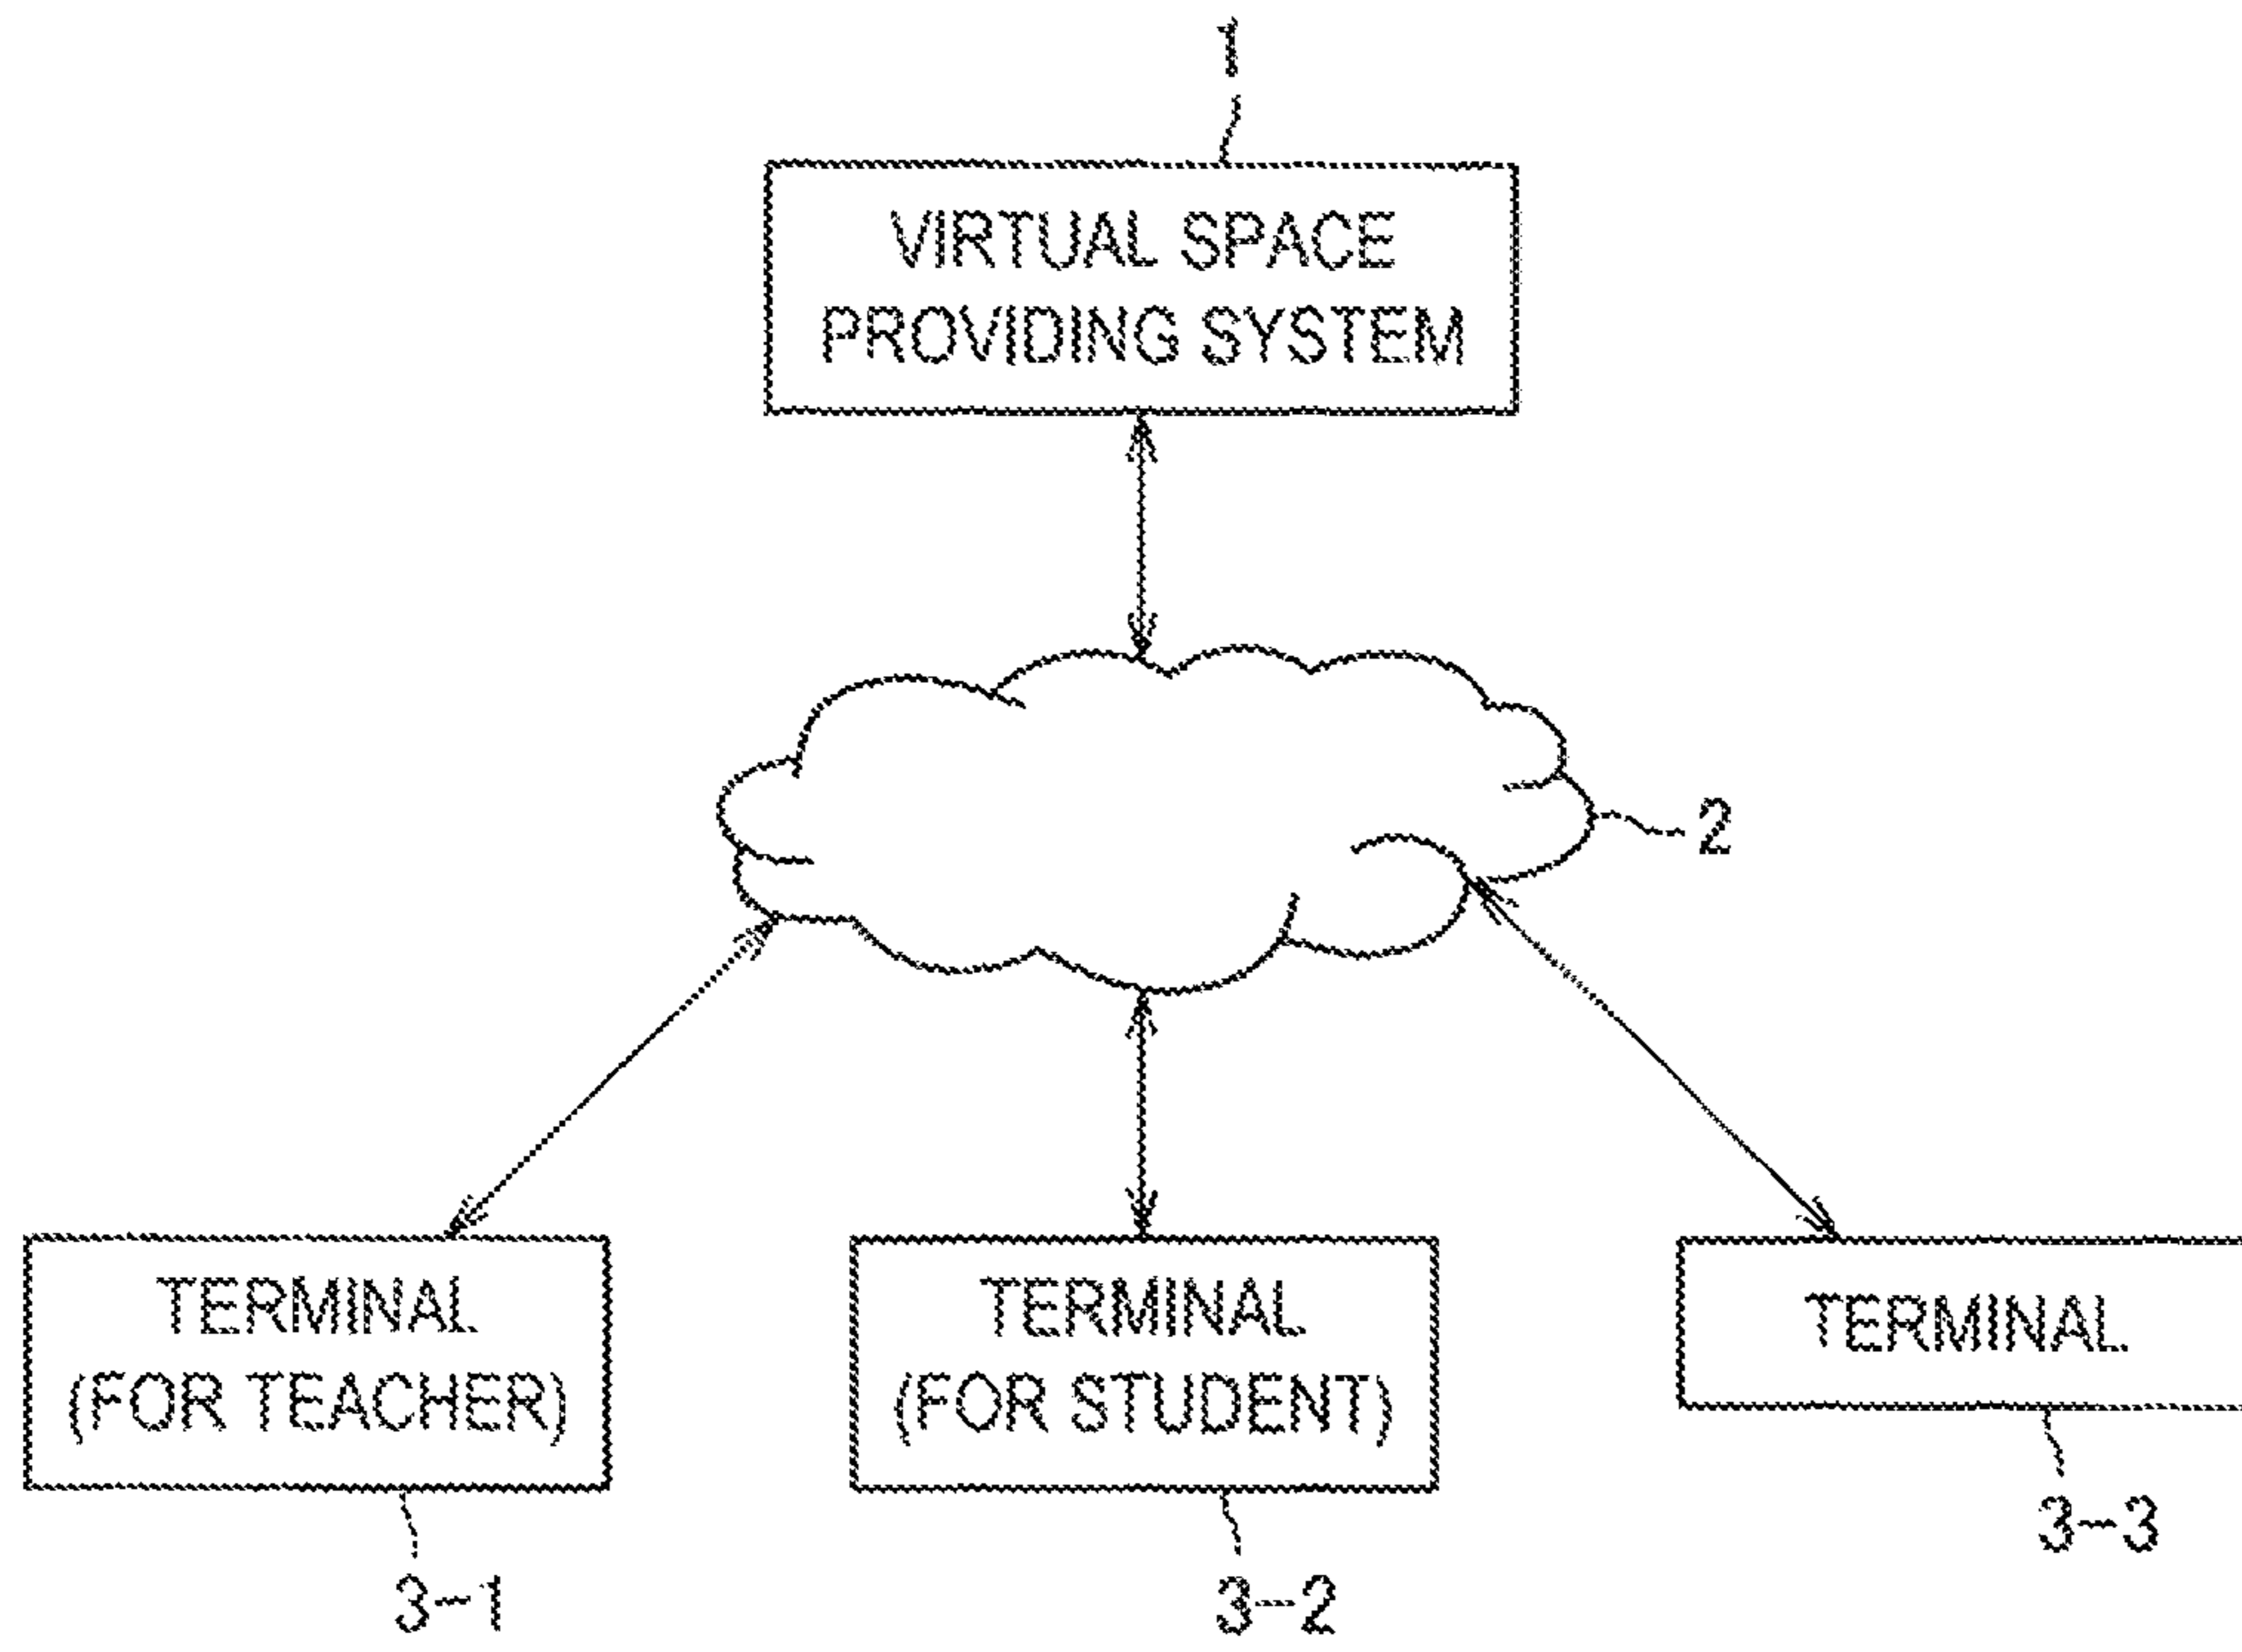 1
VIRTUAL SPACE
PROVIDING SYSTEM
2
TERMINAL
(FOR TEACHER)
TERMINAL
(FOR STUDENT)
TERMINAL
3-1
3-2
3-3